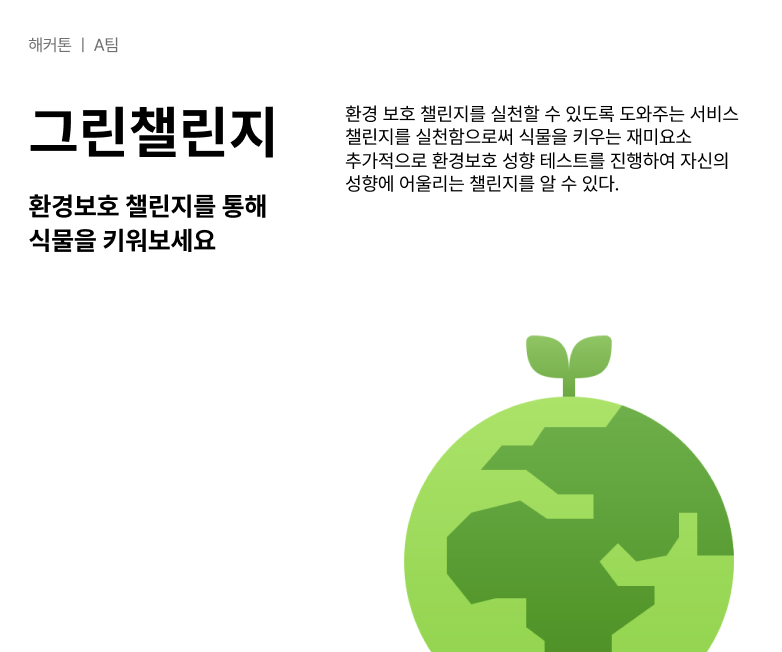 해커톤 | A팀
그린챌린지
환경보호 챌린지를 통해
식물을 키워보세요
환경 보호 챌린지를 실천할 수 있도록 도와주는 서비스
챌린지를 실천함으로써 식물을 키우는 재미요소
추가적으로 환경보호 성향 테스트를 진행하여 자신의
성향에 어울리는 챌린지를 알 수 있다.